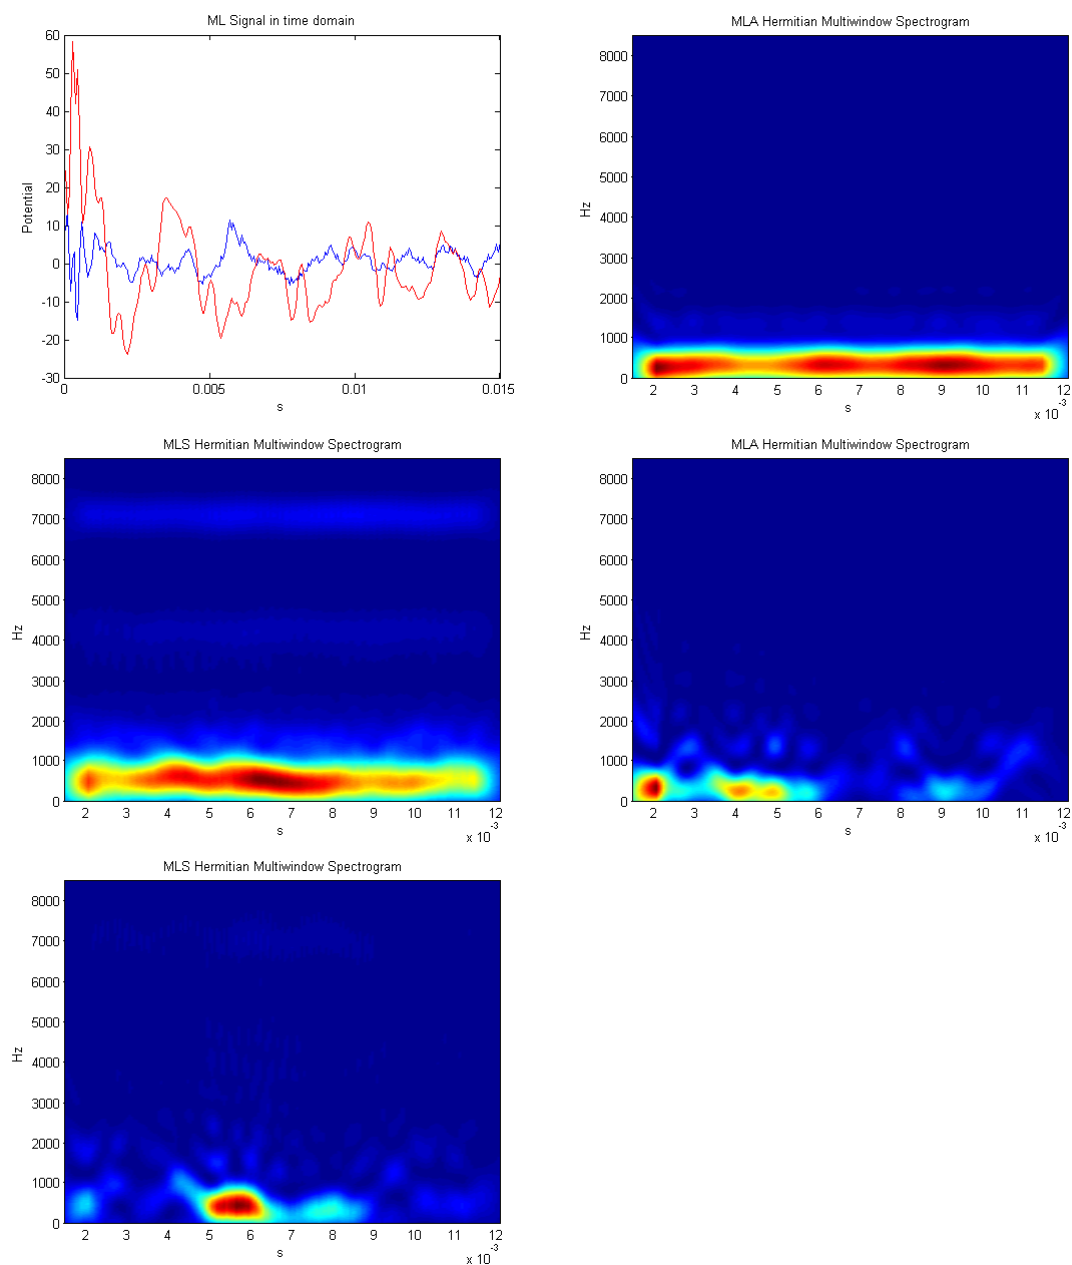 ML Signal in time domain
60
50
40
30
20
10
0
-10
-20
-30
Potential
0 0.005 0.01 0.015
s
MLA Hermitian Multiwindow Spectrogram
8000
7000
6000
5000
4000
3000
2000
1000
0
Hz
2 3 4 5 6 7 8 9 10 11 12
s
x 10-3
MLS Hermitian Multiwindow Spectrogram
8000
7000
6000
5000
4000
3000
2000
1000
0
Hz
2 3 4 5 6 7 8 9 10 11 12
s
x 10-3
MLA Hermitian Multiwindow Spectrogram
8000
7000
6000
5000
4000
3000
2000
1000
0
Hz
2 3 4 5 6 7 8 9 10 11 12
s
x 10-3
MLS Hermitian Multiwindow Spectrogram
8000
7000
6000
5000
4000
3000
2000
1000
0
Hz
2 3 4 5 6 7 8 9 10 11 12
s
x 10-3